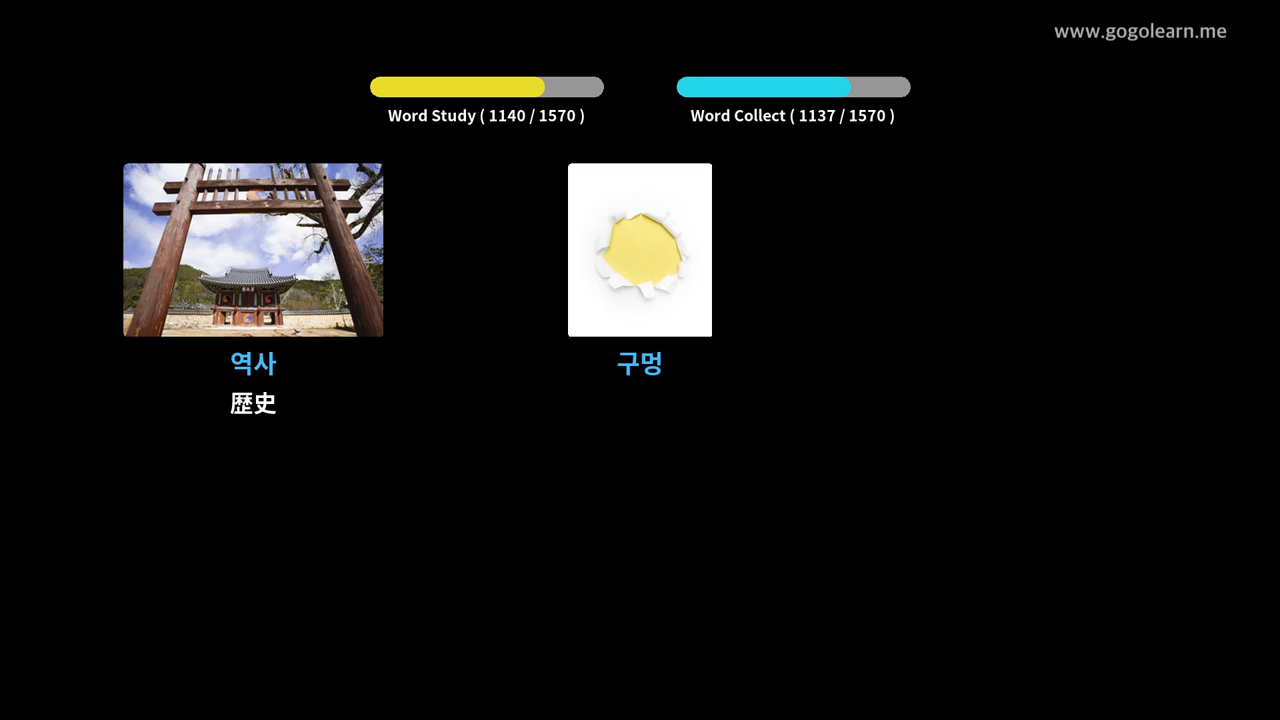 www.gogolearn.me
Word Study ( 1140 / 1570 )
Word Collect ( 1137 / 1570 )
역사
歴史
구멍